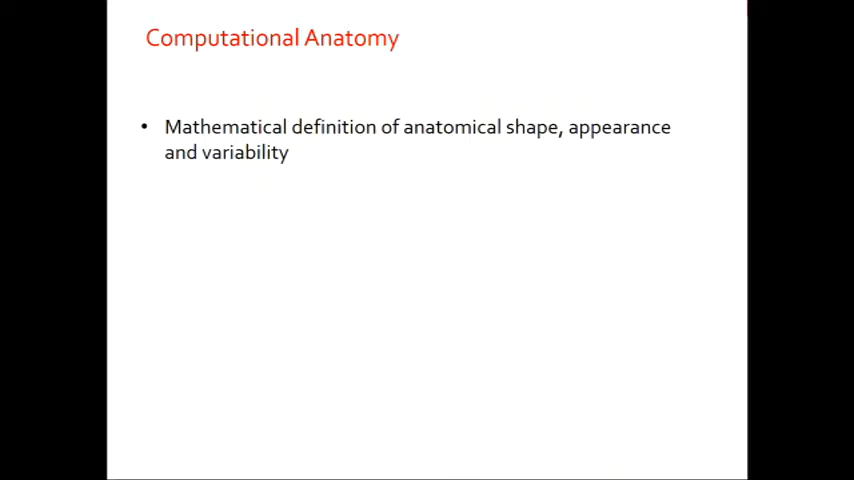 Computational Anatomy
• Mathematical definition of anatomical shape, appearance
and variability